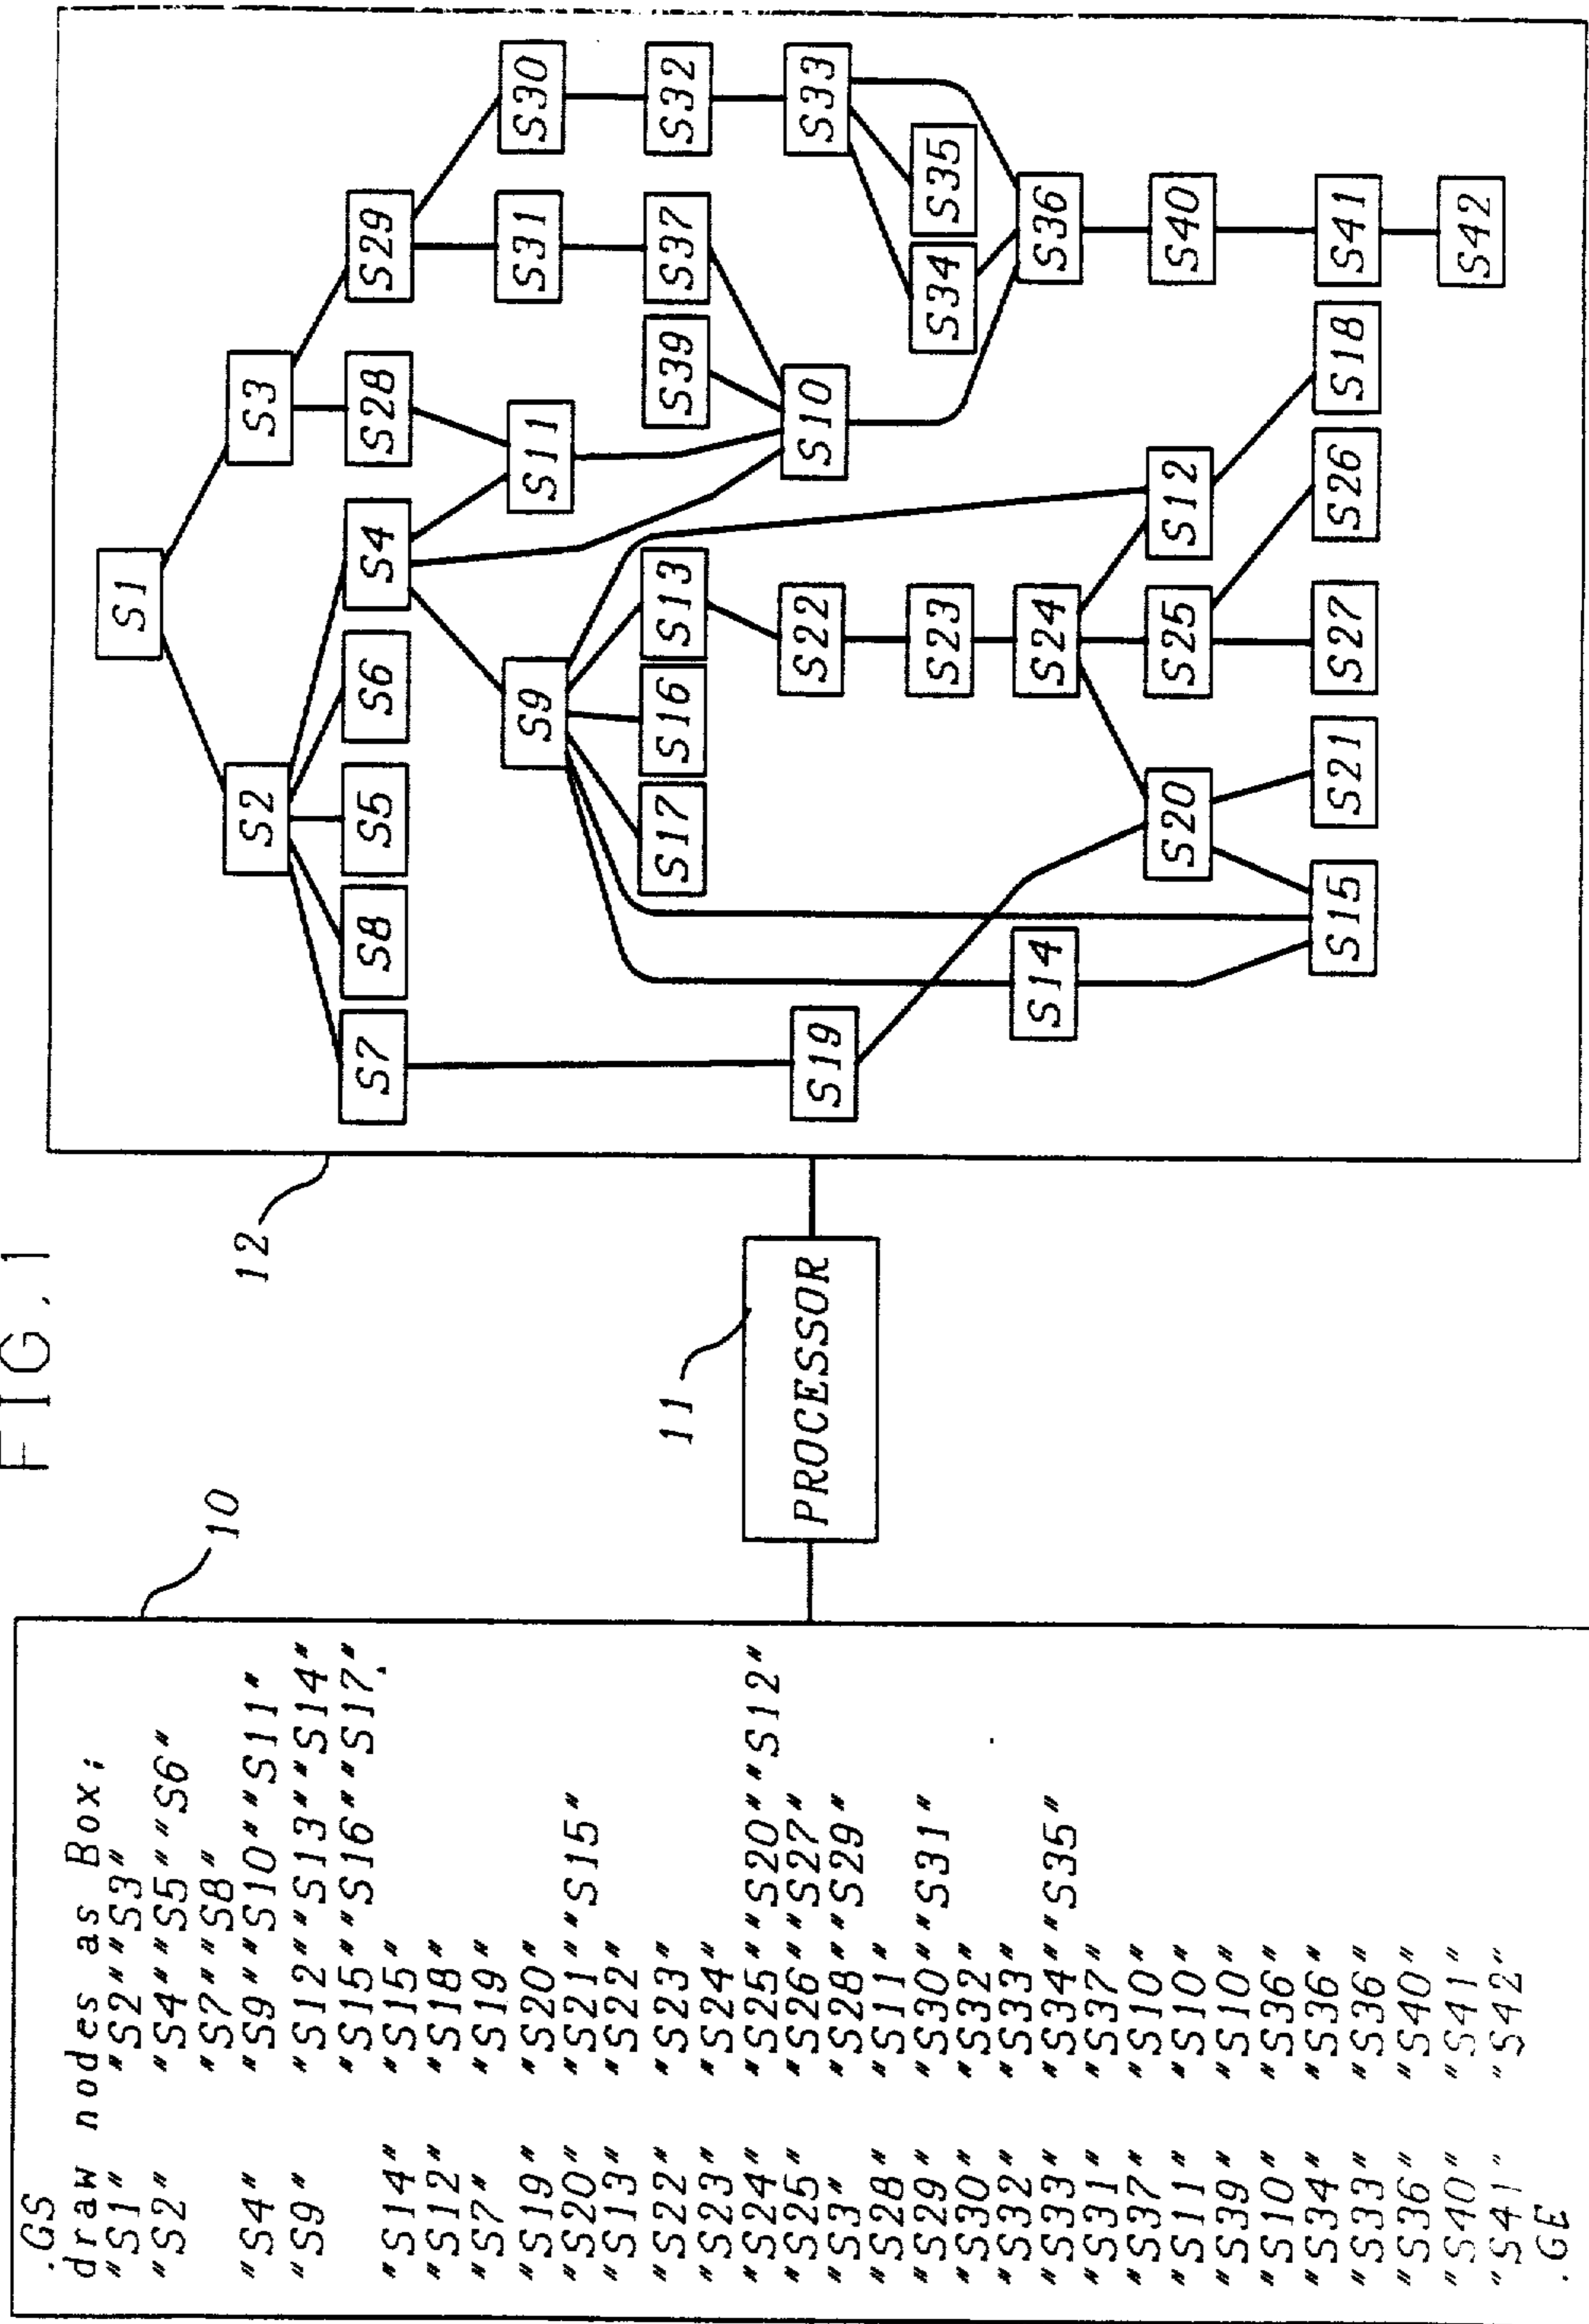 FIG.1
10
.GS
draw nodes as Box;
"S1" "S2""S3"
"S2" "S4""S5""S6"
"S7""S8"
"S4" "S9""S10""S11"
"S9" "S12""S13""S14"
"S15""S16""S17"
"S14" "S15"
"S12" "S18"
"S7" "S19"
"S19" "S20"
"S20" "S21""S15"
"S13" "S22"
"S22" "S23"
"S23" "S24"
"S24" "S25""S20""S12"
"S25" "S26""S27"
"S3" "S28""S29"
"S28" "S11"
"S29" "S30""S31"
"S30" "S32"
"S32" "S33"
"S33" "S34""S35"
"S31" "S37"
"S37" "S10"
"S11" "S10"
"S39" "S10"
"S10" "S36"
"S34" "S36"
"S33" "S36"
"S36" "S40"
"S40" "S41"
"S41" "S42"
.GE
11
PROCESSOR
12
S1
S2
S3
S7
S8
S5
S6
S4
S28
S29
S9
S11
S31
S30
S17
S16
S13
S39
S37
S32
S19
S22
S10
S33
S23
S34
S35
S14
S24
S36
S20
S25
S12
S40
S15
S21
S27
S26
S18
S41
S42